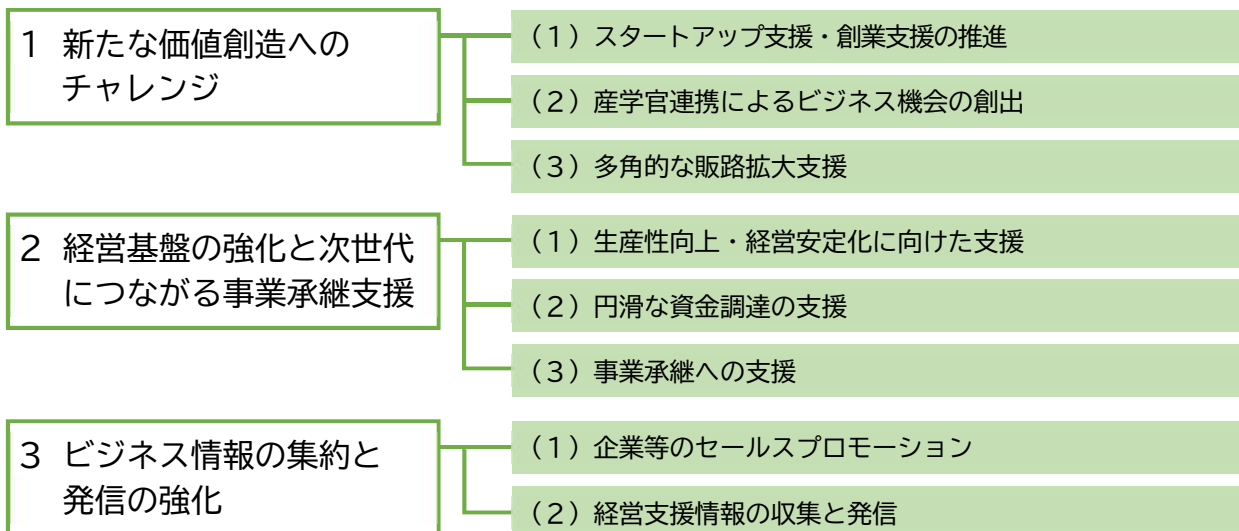 1 新たな価値創造への
チャレンジ
(1)スタートアップ支援・創業支援の推進
(2)産学官連携によるビジネス機会の創出
(3)多角的な販路拡大支援
2 経営基盤の強化と次世代
につながる事業承継支援
(1)生産性向上・経営安定化に向けた支援
(2)円滑な資金調達の支援
(3)事業承継への支援
3 ビジネス情報の集約と
発信の強化
(1)企業等のセールスプロモーション
(2)経営支援情報の収集と発信